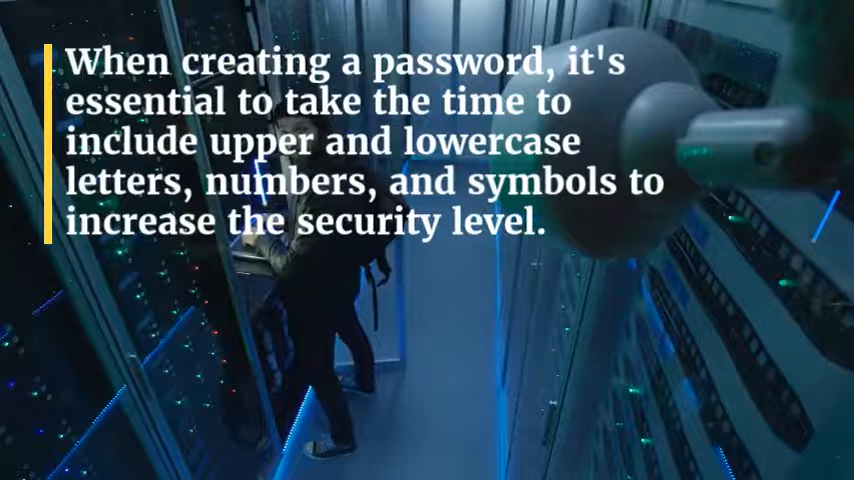 When creating a password, it's
essential to take the time to
include upper and lowercase
letters, numbers, and symbols to
increase the security level.